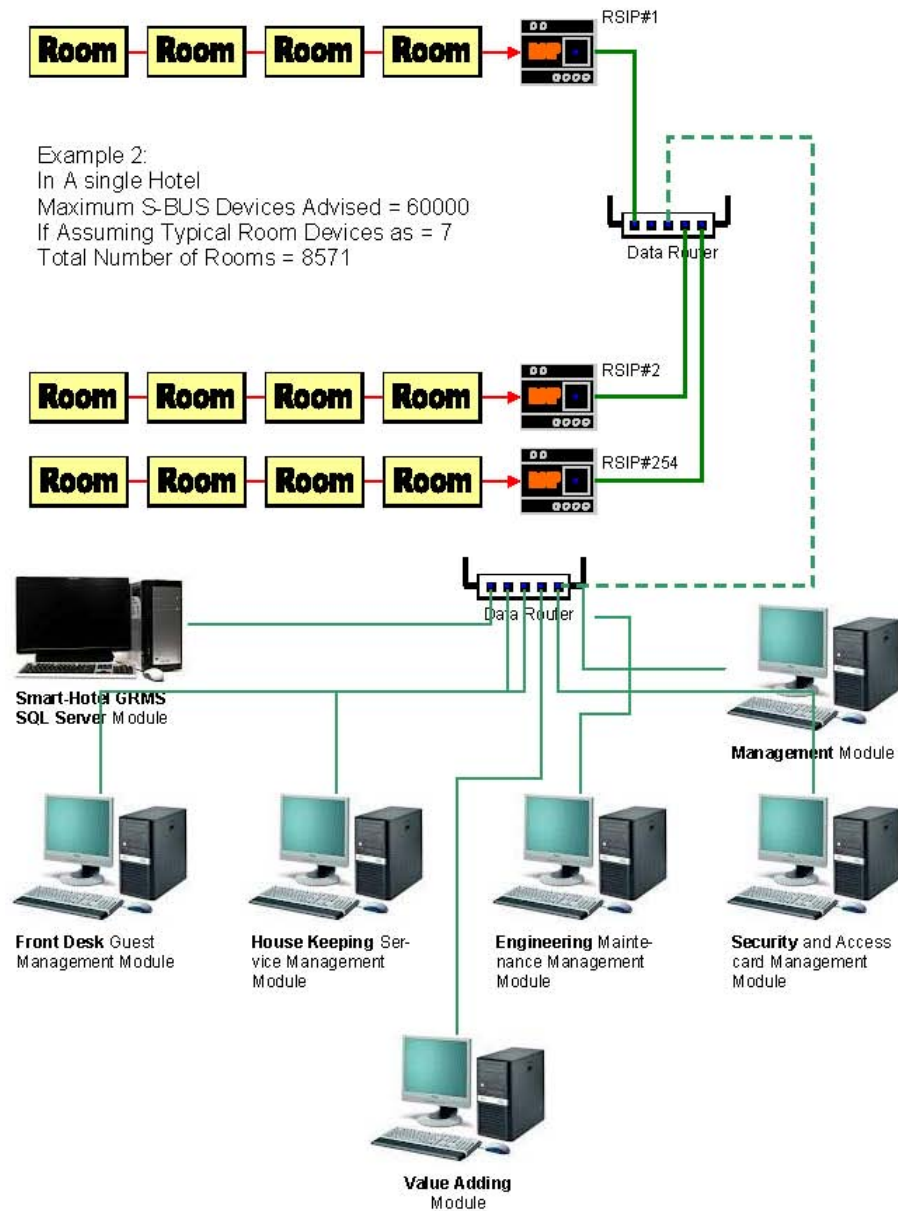 Room Room Room Room
RSIP#1
Example 2:
In A single Hotel
Maximum S-BUS Devices Advised = 60000
If Assuming Typical Room Devices as = 7
Total Number of Rooms = 8571
Data Router
Room Room Room Room
RSIP#2
Room Room Room Room
RSIP#254
Data Router
Smart-Hotel GRMS
SQL Server Module
Management Module
Front Desk Guest
Management Module
House Keeping Ser-
vice Management
Module
Engineering Mainte-
nance Management
Module
Security and Access
card Management
Module
Value Adding
Module